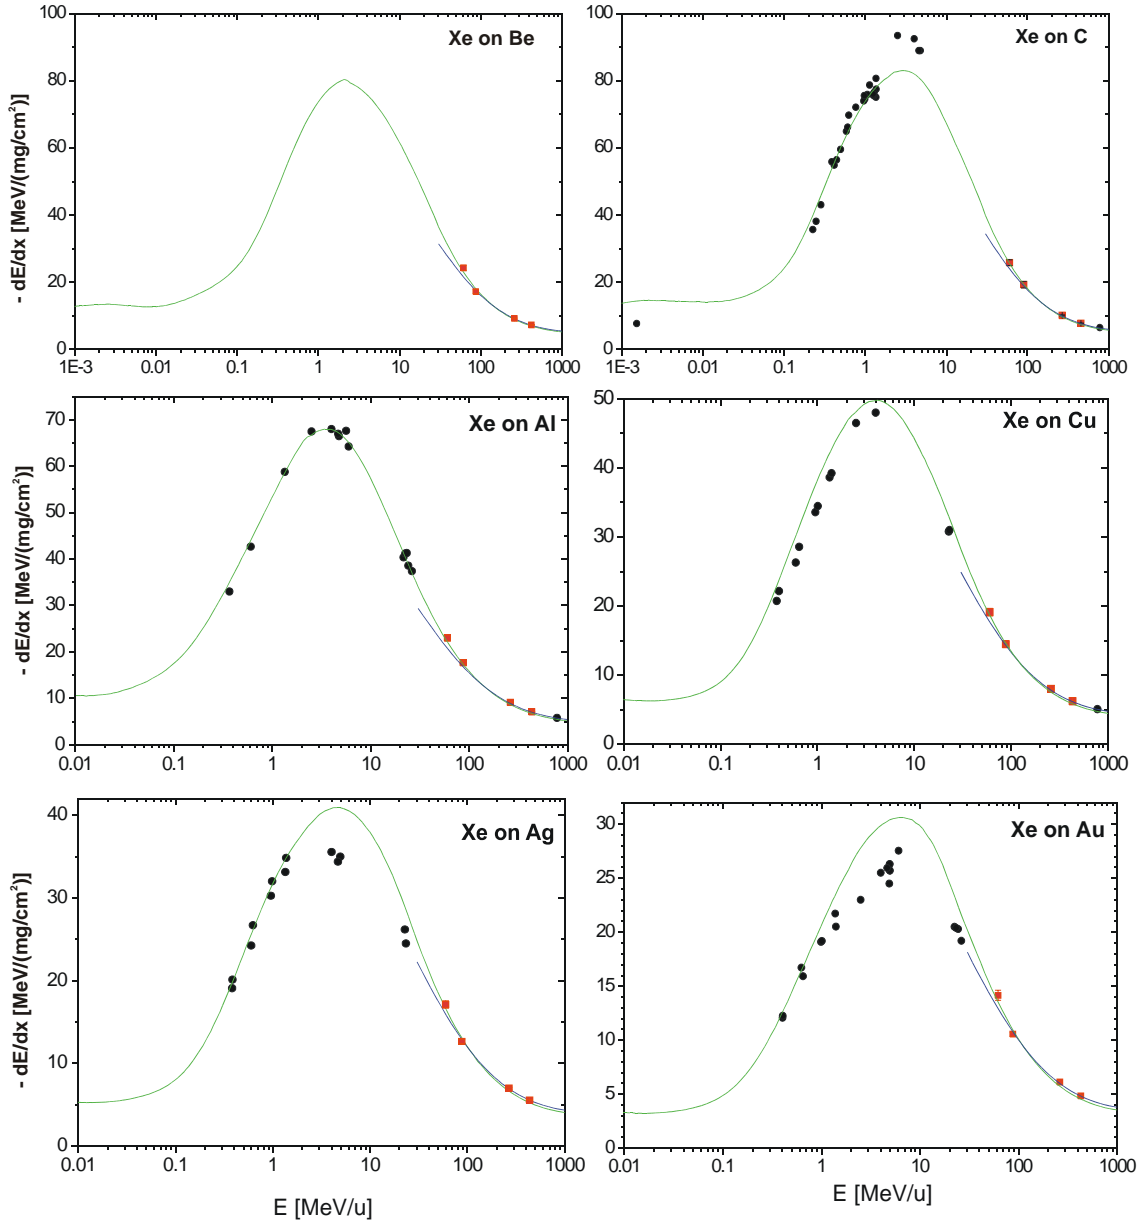 Xe on Be
100
80
60
40
20
0
1E-3 0.01 0.1 1 10 100 1000
- dE/dx [MeV/(mg/cm²)]
Xe on C
100
80
60
40
20
0
1E-3 0.01 0.1 1 10 100 1000
Xe on Al
70
60
50
40
30
20
10
0
0.01 0.1 1 10 100 1000
- dE/dx [MeV/(mg/cm²)]
Xe on Cu
50
40
30
20
10
0
0.01 0.1 1 10 100 1000
Xe on Ag
40
30
20
10
0
0.01 0.1 1 10 100 1000
- dE/dx [MeV/(mg/cm²)]
E [MeV/u]
Xe on Au
30
25
20
15
10
5
0
0.01 0.1 1 10 100 1000
E [MeV/u]